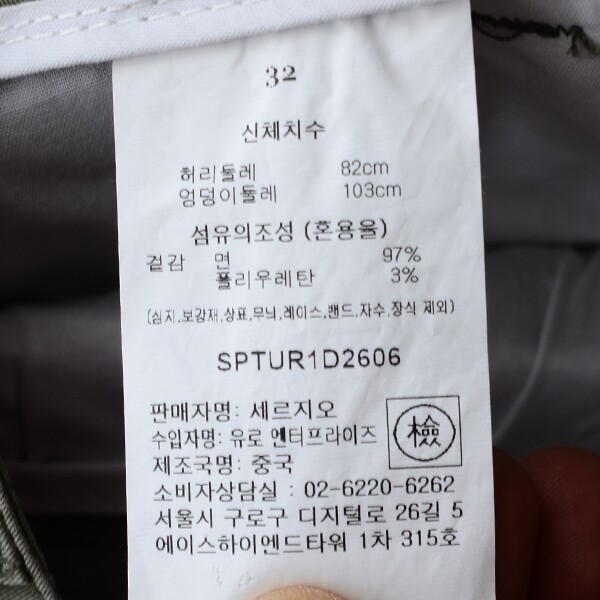 32
신체치수
허리둘레 82cm
엉덩이둘레 103cm
섬유의조성 (혼용율)
겉감 면 97%
폴리우레탄 3%
(심지,보강재,상표,무늬,레이스,밴드,자수,장식 제외)
SPTUR1D2606
판매자명: 세르지오
수입자명: 유로 엔터프라이즈
檢
제조국명: 중국
소비자상담실 : 02-6220-6262
서울시 구로구 디지털로 26길 5
에이스하이엔드타워 1차 315호